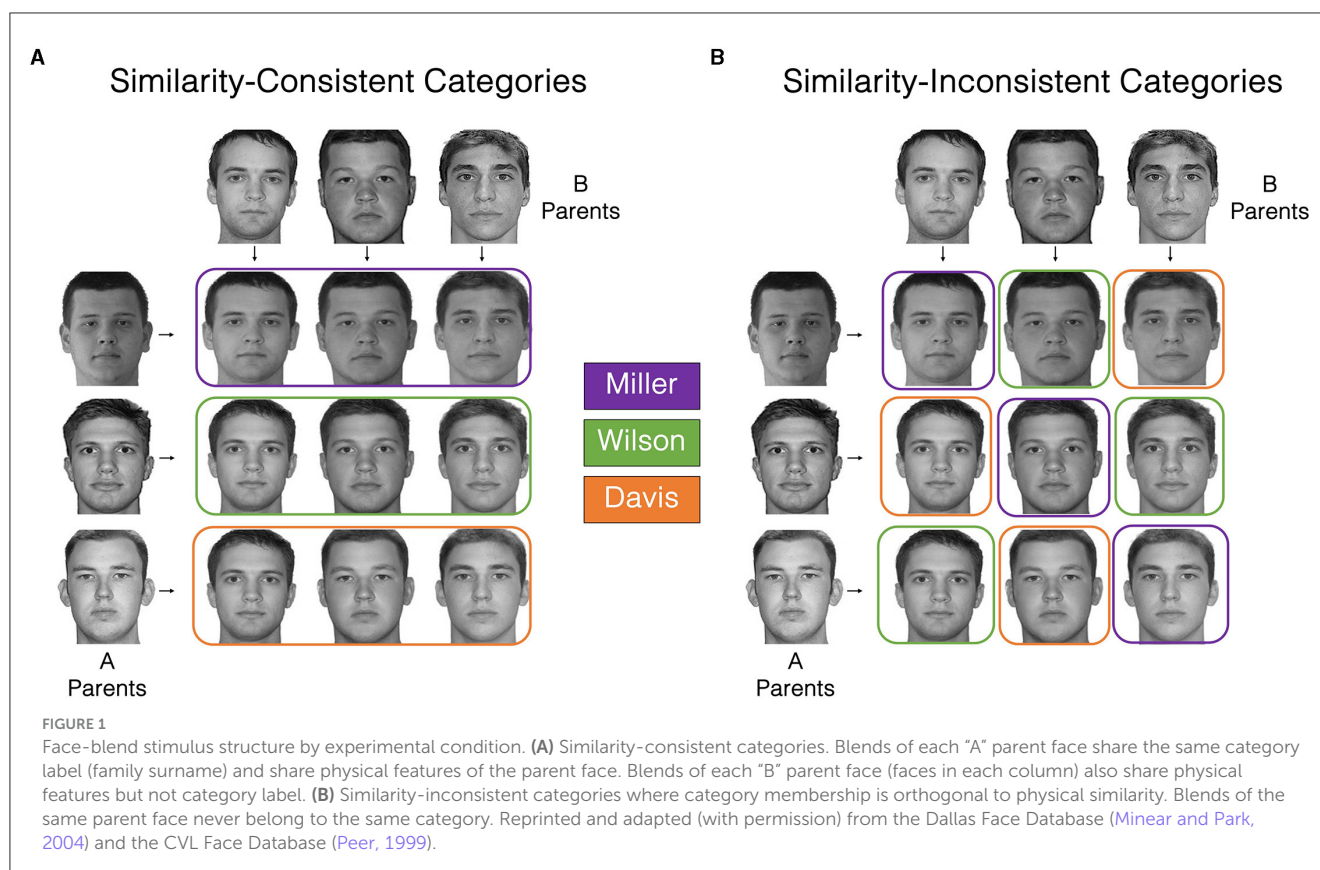 A
Similarity-Consistent Categories
B
Parents
Miller
Wilson
Davis
A
Parents
B
Similarity-Inconsistent Categories
B
Parents
A
Parents
FIGURE 1
Face-blend stimulus structure by experimental condition. (A) Similarity-consistent categories. Blends of each “A” parent face share the same category
label (family surname) and share physical features of the parent face. Blends of each “B” parent face (faces in each column) also share physical
features but not category label. (B) Similarity-inconsistent categories where category membership is orthogonal to physical similarity. Blends of the
same parent face never belong to the same category. Reprinted and adapted (with permission) from the Dallas Face Database (Minear and Park,
2004) and the CVL Face Database (Peer, 1999).